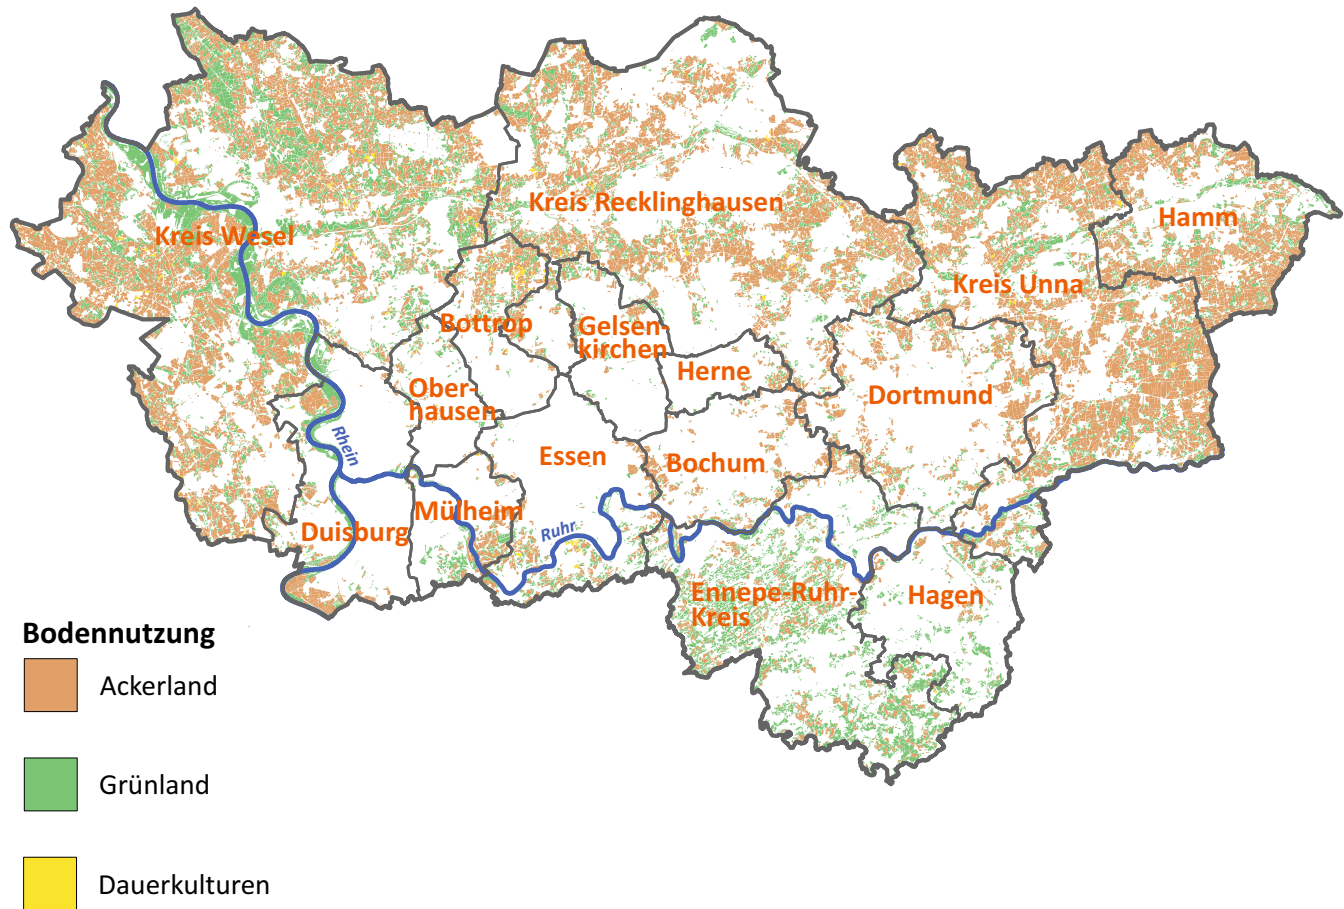 Kreis Recklinghausen
Hamm
Kreis Wesel
Kreis Unna
Bottrop
Gelsen-
kirchen
Herne
Ober-
hausen
Dortmund
Rhein
Essen
Bochum
Mülheim
Duisburg
Ruhr
Ennepe-Ruhr-
Kreis
Hagen
Bodennutzung
Ackerland
Grünland
Dauerkulturen